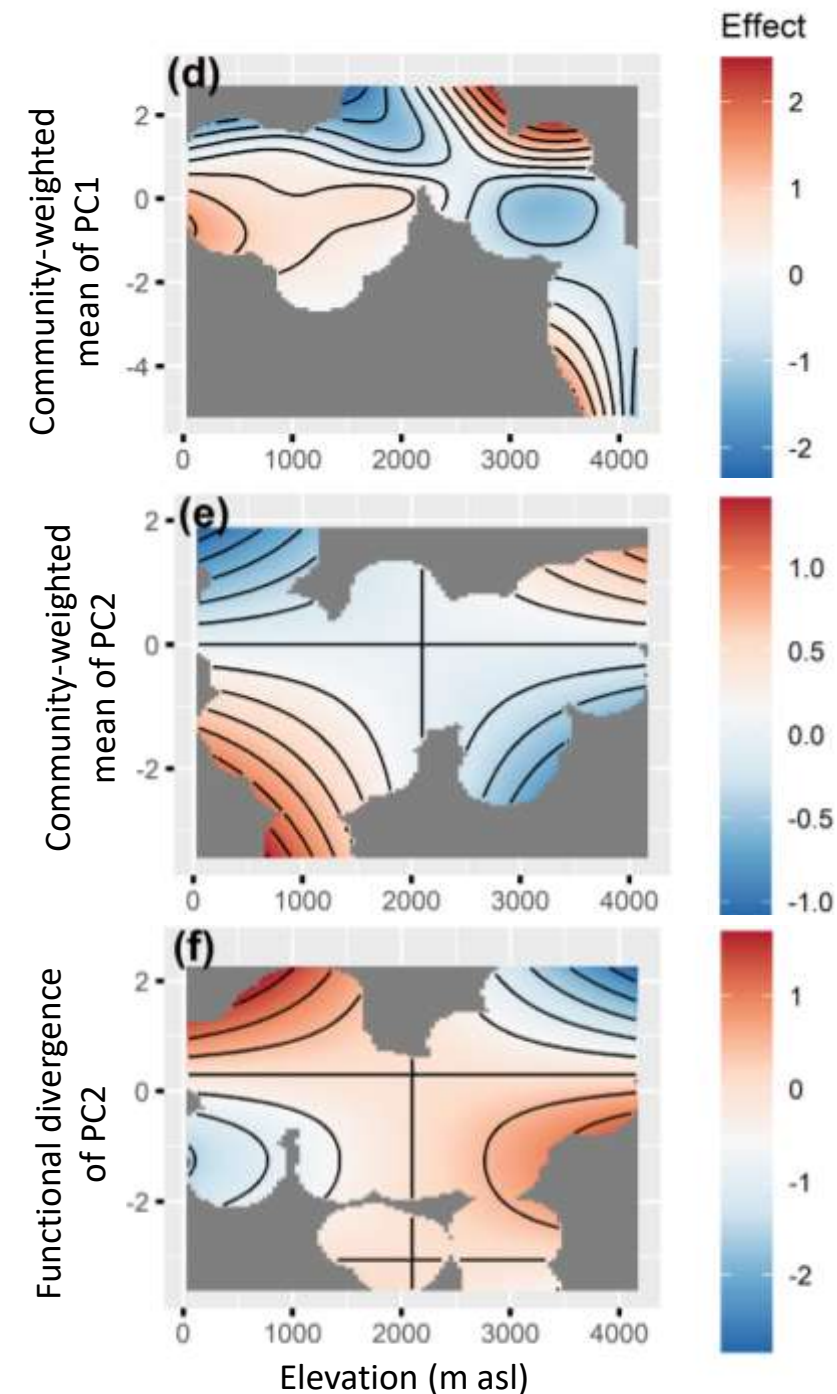 Effect
(d)
Community-weighted
mean of PC1
2
0
-2
-4
0 1000 2000 3000 4000
2
1
0
-1
-2
(e)
Community-weighted
mean of PC2
2
0
-2
0 1000 2000 3000 4000
1.0
0.5
0.0
-0.5
-1.0
(f)
Functional divergence
of PC2
2
0
-2
0 1000 2000 3000 4000
1
0
-1
-2
Elevation (m asl)